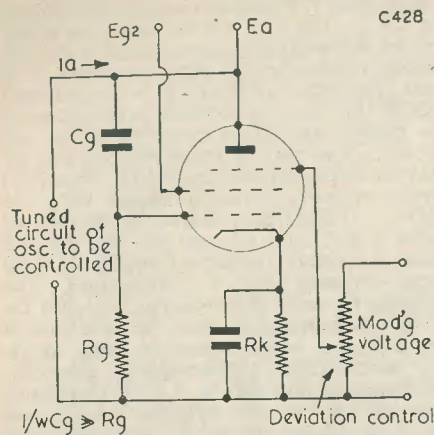 C428
Eg2
Ea
Ia →
Cg
Tuned
circuit of
osc. to be
controlled
Rg
Rk
Mod'g
voltage
1/wCg ≫ Rg
Deviation control